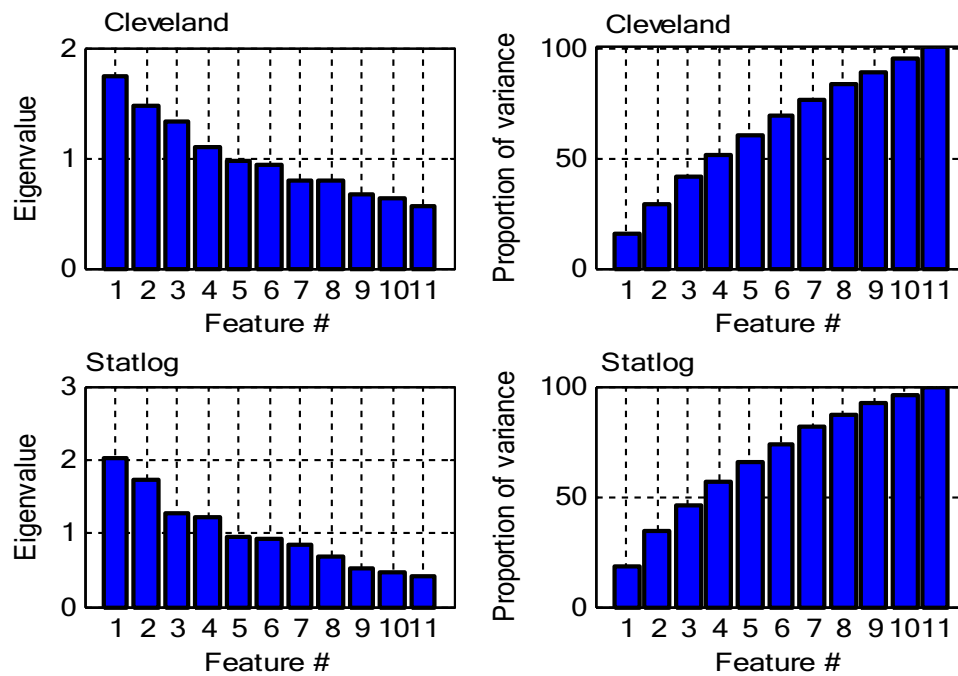 Cleveland
Eigenvalue
2
1
0
1 2 3 4 5 6 7 8 9 10 11
Feature #
Cleveland
Proportion of variance
100
50
0
1 2 3 4 5 6 7 8 9 10 11
Feature #
Statlog
Eigenvalue
3
2
1
0
1 2 3 4 5 6 7 8 9 10 11
Feature #
Statlog
Proportion of variance
100
50
0
1 2 3 4 5 6 7 8 9 10 11
Feature #